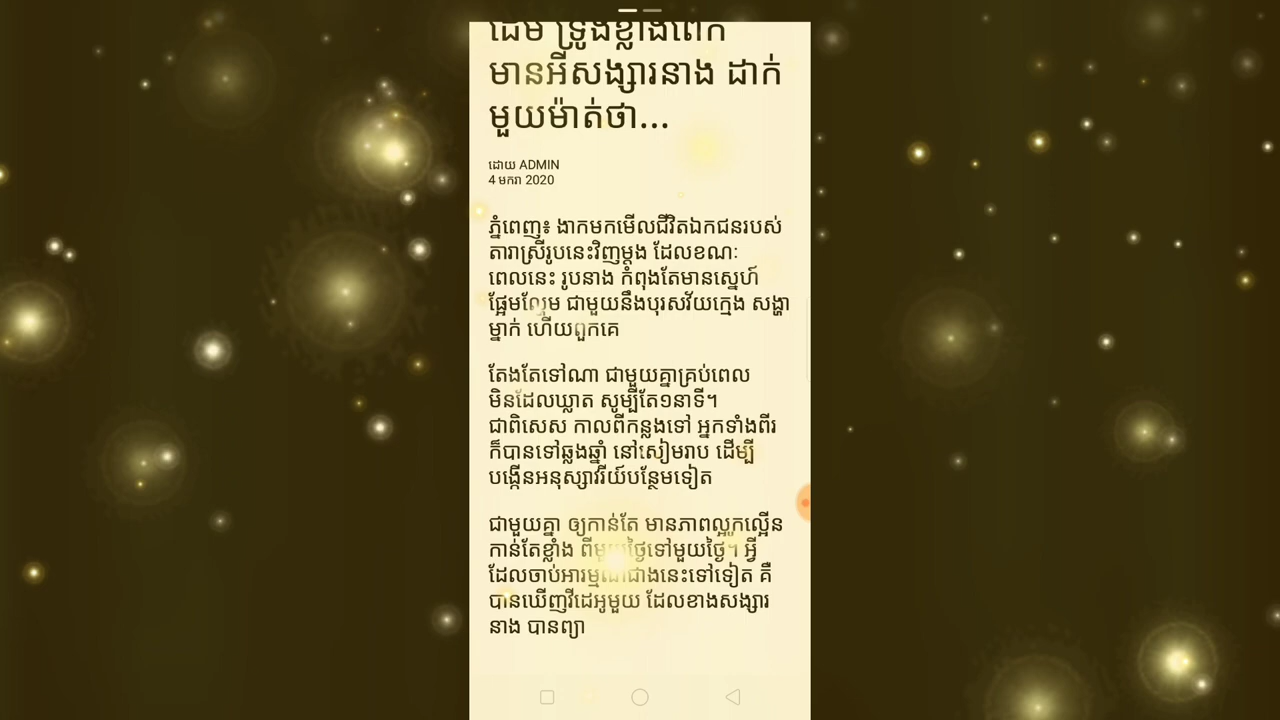 ដើម ទ្រូងខ្លាំងពេក
មានអីសង្សារនាង ដាក់
មួយម៉ាត់ថា...
ដោយ ADMIN
4 មករា 2020
ភ្នំពេញ៖ ងាកមកមើលជីវិតឯកជនរបស់
តារាស្រីរូបនេះវិញម្ដង ដែលខណៈ
ពេលនេះ រូបនាង កំពុងតែមានស្នេហ៍
ផ្អែមល្ហែម ជាមួយនឹងបុរសវ័យក្មេង សង្ហា
ម្នាក់ ហើយពួកគេ
តែងតែទៅណា ជាមួយគ្នាគ្រប់ពេល
មិនដែលឃ្លាត សូម្បីតែ១នាទី។
ជាពិសេស កាលពីកន្លងទៅ អ្នកទាំងពីរ
ក៏បានទៅឆ្លងឆ្នាំ នៅសៀមរាប ដើម្បី
បង្កើនអនុស្សាវរីយ៍បន្ថែមទៀត
ជាមួយគ្នា ឲ្យកាន់តែ មានភាពល្អូកល្អើន
កាន់តែខ្លាំង ពីមួយថ្ងៃទៅមួយថ្ងៃ។ អ្វី
ដែលចាប់អារម្មណ៍ជាងនេះទៅទៀត គឺ
បានឃើញវីដេអូមួយ ដែលខាងសង្សារ
នាង បានព្យា